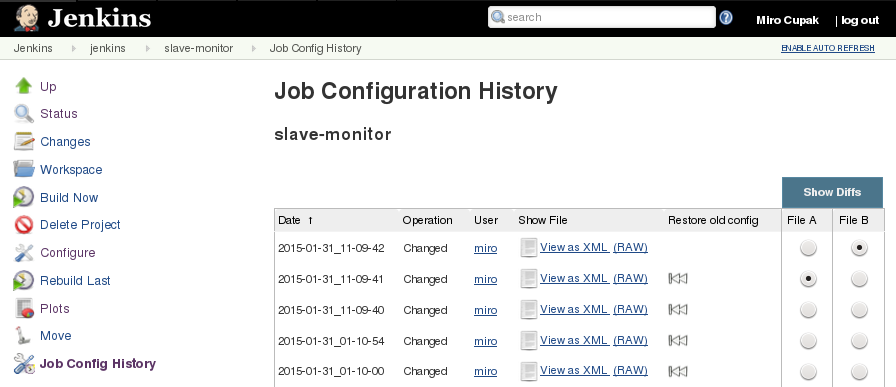 Jenkins
search
?
Miro Cupak | log out
Jenkins jenkins slave-monitor Job Config History
ENABLE AUTO REFRESH
Up
Status
Changes
Workspace
Build Now
Delete Project
Configure
Rebuild Last
Plots
Move
Job Config History
Job Configuration History
slave-monitor
Show Diffs
Date ↑ Operation User Show File Restore old config File A File B
2015-01-31_11-09-42 Changed miro View as XML (RAW)
2015-01-31_11-09-41 Changed miro View as XML (RAW)
2015-01-31_11-09-40 Changed miro View as XML (RAW)
2015-01-31_01-10-54 Changed miro View as XML (RAW)
2015-01-31_01-10-00 Changed miro View as XML (RAW)